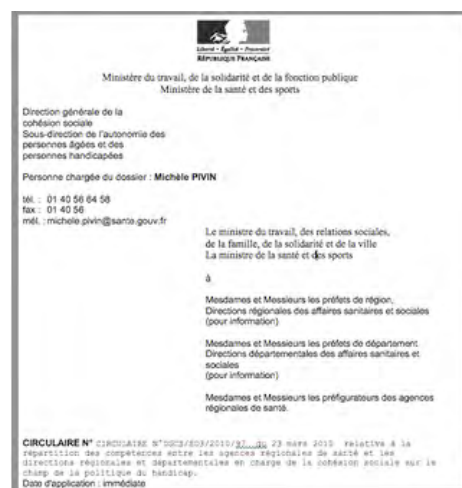 Liberté • Égalité • Fraternité
RÉPUBLIQUE FRANÇAISE
Ministère du travail, de la solidarité et de la fonction publique
Ministère de la santé et des sports
Direction générale de la
cohésion sociale
Sous-direction de l'autonomie des
personnes âgées et des
personnes handicapées
Personne chargée du dossier : Michèle PIVIN
tél. : 01 40 56 64 58
fax : 01 40 56
mél. : michele.pivin@sante.gouv.fr
Le ministre du travail, des relations sociales,
de la famille, de la solidarité et de la ville
La ministre de la santé et des sports
à
Mesdames et Messieurs les préfets de région,
Directions régionales des affaires sanitaires et sociales
(pour information)
Mesdames et Messieurs les préfets de département
Directions départementales des affaires sanitaires et
sociales
(pour information)
Mesdames et Messieurs les préfigurateurs des agences
régionales de santé.
CIRCULAIRE N° CIRCULAIRE N°DGCS/SD3/2010/97 du 23 mars 2010 relative à la
répartition des compétences entre les agences régionales de santé et les
directions régionales et départementales en charge de la cohésion sociale sur le
champ de la politique du handicap.
Date d'application : immédiate